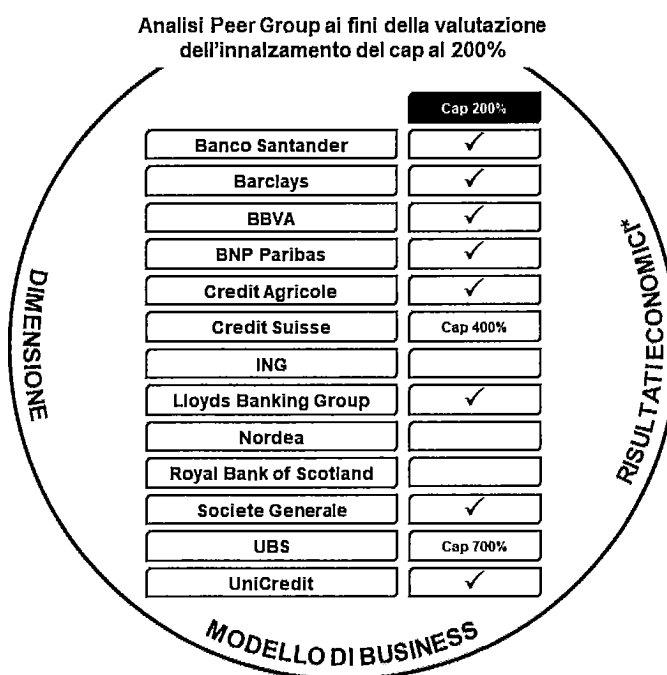 Analisi Peer Group ai fini della valutazione
dell'innalzamento del cap al 200%
Cap 200%
Banco Santander ✓
Barclays ✓
BBVA ✓
BNP Paribas ✓
Credit Agricole ✓
Credit Suisse Cap 400%
ING
Lloyds Banking Group ✓
Nordea
Royal Bank of Scotland
Societe Generale ✓
UBS Cap 700%
UniCredit ✓
DIMENSIONE
RISULTATI ECONOMICI*
MODELLO DI BUSINESS